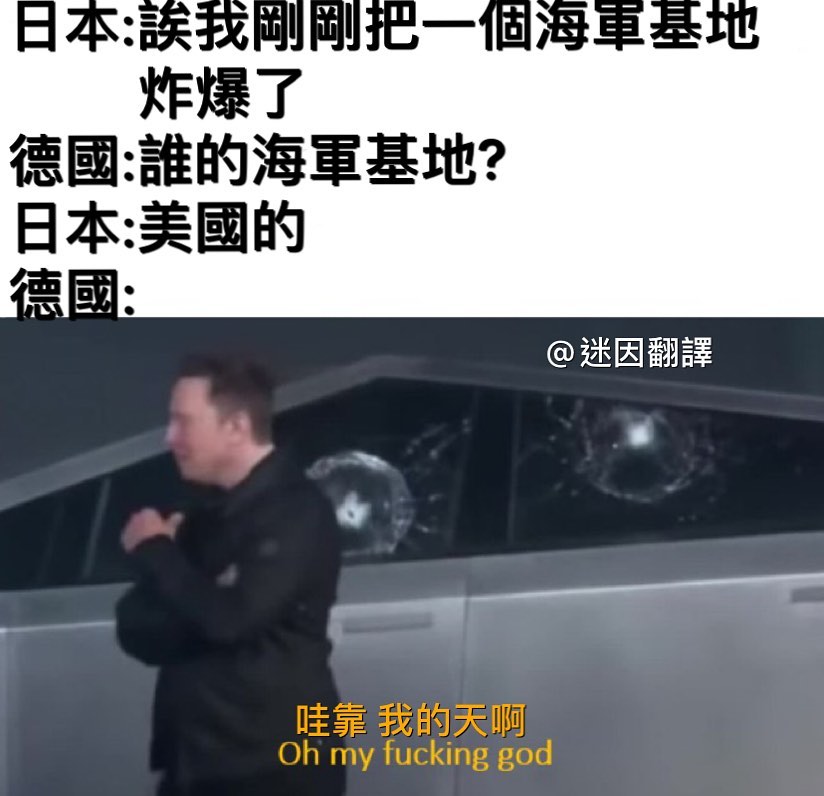 日本:誒我剛剛把一個海軍基地
炸爆了
德國:誰的海軍基地?
日本:美國的
德國:
@迷因翻譯
哇靠 我的天啊
Oh my fucking god